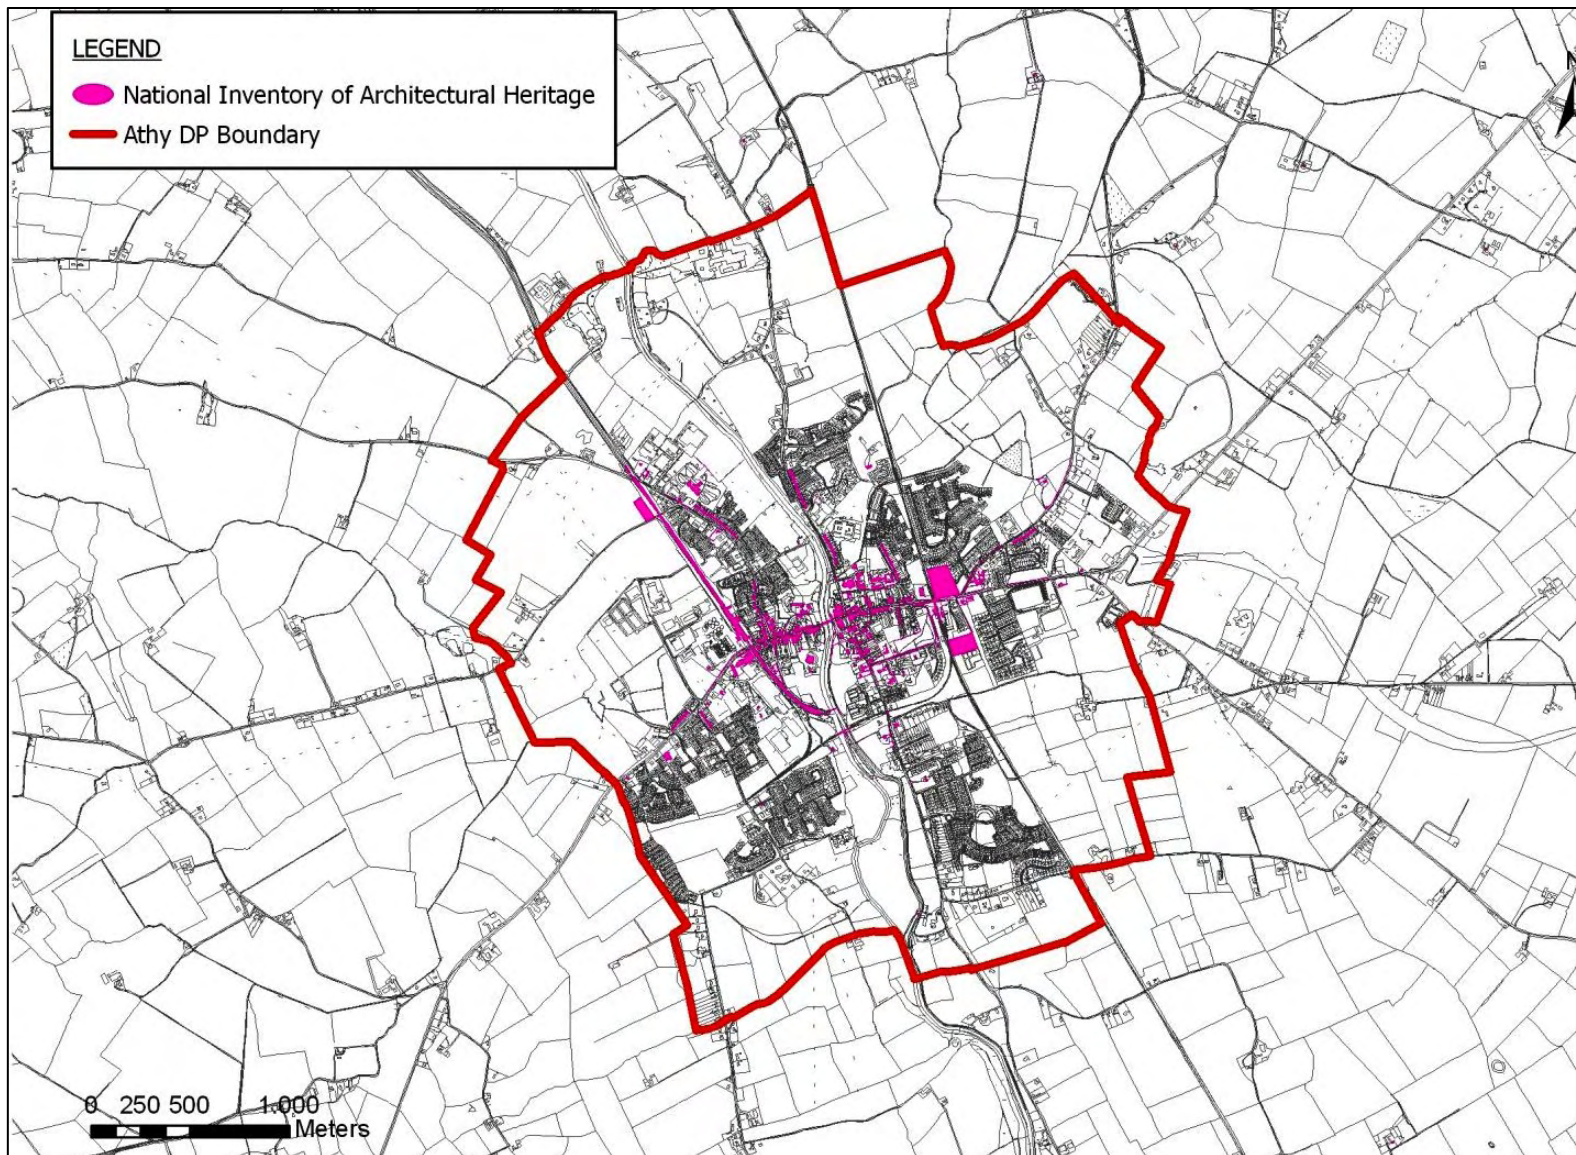 LEGEND
National Inventory of Architectural Heritage
Athy DP Boundary
N
0 250 500 1.000
Meters